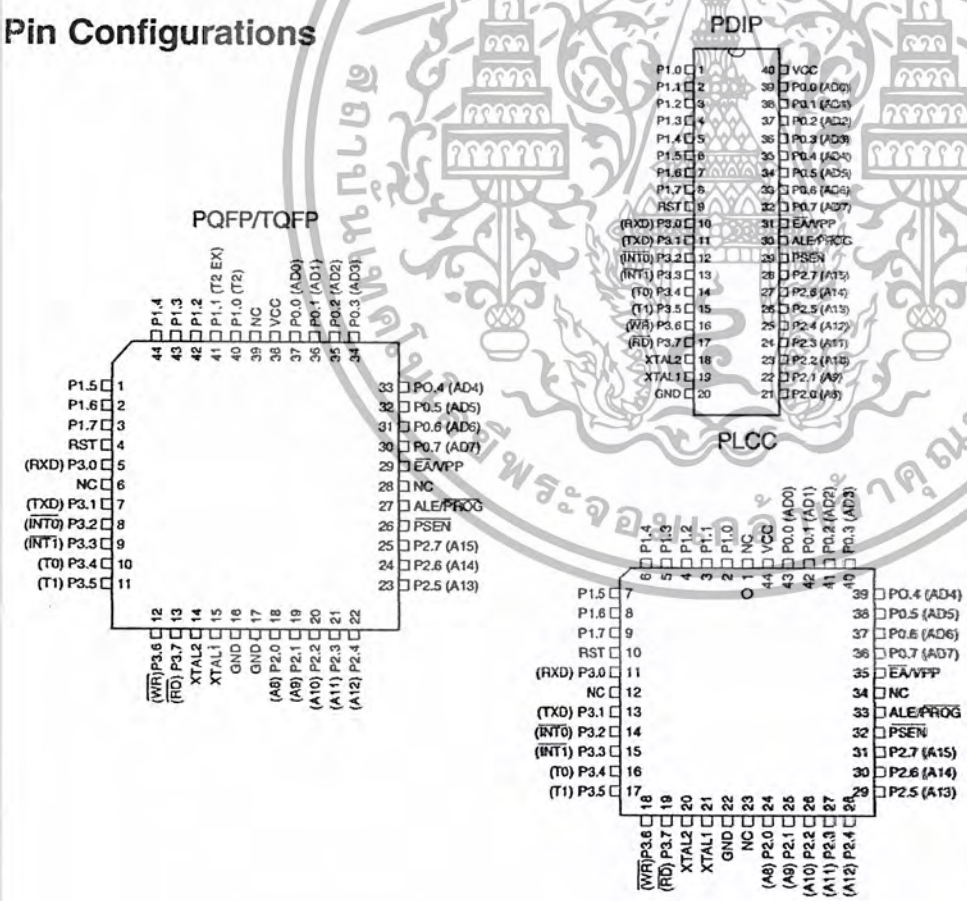 Pin Configurations
PDIP
P1.0 1
P1.1 2
P1.2 3
P1.3 4
P1.4 5
P1.5 6
P1.6 7
P1.7 8
RST 9
(RXD) P3.0 10
(TXD) P3.1 11
(INT0) P3.2 12
(INT1) P3.3 13
(T0) P3.4 14
(T1) P3.5 15
(WR) P3.6 16
(RD) P3.7 17
XTAL2 18
XTAL1 19
GND 20
40 VCC
39 P0.0 (AD0)
38 P0.1 (AD1)
37 P0.2 (AD2)
36 P0.3 (AD3)
35 P0.4 (AD4)
34 P0.5 (AD5)
33 P0.6 (AD6)
32 P0.7 (AD7)
31 EA/VPP
30 ALE/PROG
29 PSEN
28 P2.7 (A15)
27 P2.6 (A14)
26 P2.5 (A13)
25 P2.4 (A12)
24 P2.3 (A11)
23 P2.2 (A10)
22 P2.1 (A9)
21 P2.0 (A8)
PQFP/TQFP
44 P1.4
43 P1.3
42 P1.2
41 P1.1 (T2 EX)
40 P1.0 (T2)
39 NC
38 VCC
37 P0.0 (AD0)
36 P0.1 (AD1)
35 P0.2 (AD2)
34 P0.3 (AD3)
P1.5 1
P1.6 2
P1.7 3
RST 4
(RXD) P3.0 5
NC 6
(TXD) P3.1 7
(INT0) P3.2 8
(INT1) P3.3 9
(T0) P3.4 10
(T1) P3.5 11
33 PO.4 (AD4)
32 P0.5 (AD5)
31 P0.6 (AD6)
30 P0.7 (AD7)
29 EA/VPP
28 NC
27 ALE/PROG
26 PSEN
25 P2.7 (A15)
24 P2.6 (A14)
23 P2.5 (A13)
(WR)P3.6 12
(RD) P3.7 13
XTAL2 14
XTAL1 15
GND 16
GND 17
(A8) P2.0 18
(A9) P2.1 19
(A10) P2.2 20
(A11) P2.3 21
(A12) P2.4 22
PLCC
6 P1.4
5 P1.3
4 P1.2
3 P1.1
2 P1.0
1 NC
44 VCC
43 P0.0 (AD0)
42 P0.1 (AD1)
41 P0.2 (AD2)
40 P0.3 (AD3)
P1.5 7
P1.6 8
P1.7 9
RST 10
(RXD) P3.0 11
NC 12
(TXD) P3.1 13
(INT0) P3.2 14
(INT1) P3.3 15
(T0) P3.4 16
(T1) P3.5 17
39 PO.4 (AD4)
38 P0.5 (AD5)
37 P0.6 (AD6)
36 P0.7 (AD7)
35 EA/VPP
34 NC
33 ALE/PROG
32 PSEN
31 P2.7 (A15)
30 P2.6 (A14)
29 P2.5 (A13)
(WR)P3.6 18
(RD) P3.7 19
XTAL2 20
XTAL1 21
GND 22
NC 23
(A8) P2.0 24
(A9) P2.1 25
(A10) P2.2 26
(A11) P2.3 27
(A12) P2.4 28